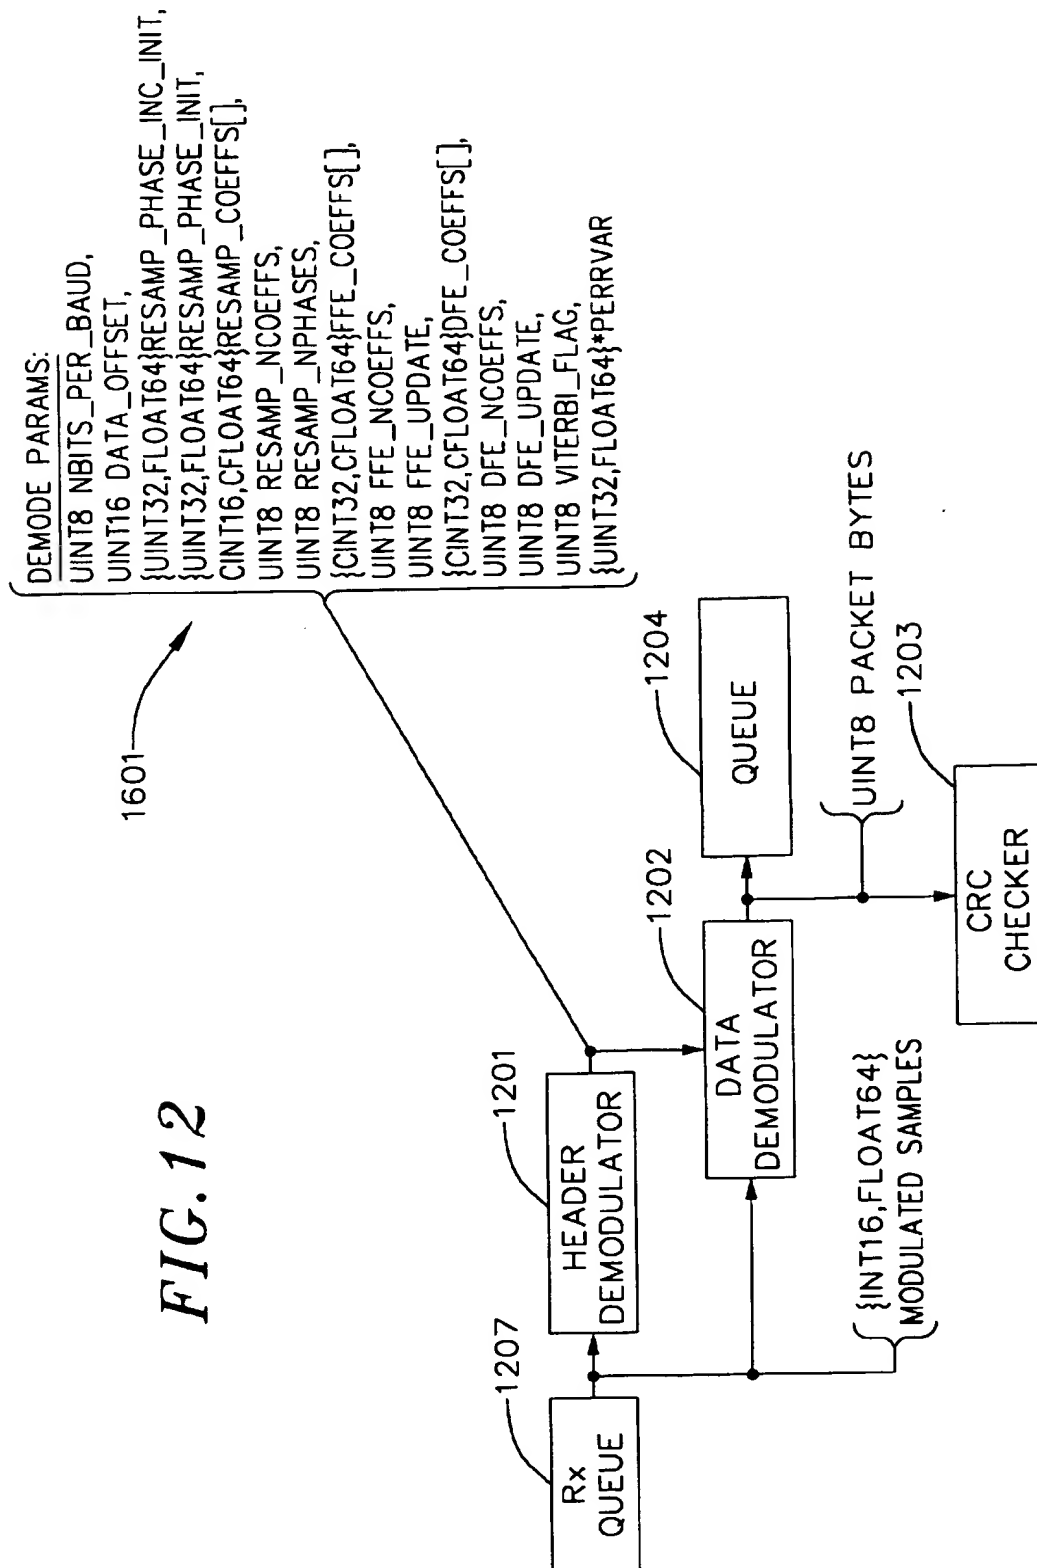 FIG.12
DEMODE PARAMS:
UINT8 NBITS_PER_BAUD,
UINT16 DATA_OFFSET,
{UINT32,FLOAT64}RESAMP_PHASE_INC_INIT,
{UINT32,FLOAT64}RESAMP_PHASE_INIT,
CINT16,CFLOAT64}RESAMP_COEFFS[],
UINT8 RESAMP_NCOEFFS,
UINT8 RESAMP_NPHASES,
{CINT32,CFLOAT64}FFE_COEFFS[],
UINT8 FFE_NCOEFFS,
UINT8 FFE_UPDATE,
{CINT32,CFLOAT64}DFE_COEFFS[],
UINT8 DFE_NCOEFFS,
UINT8 DFE_UPDATE,
UINT8 VITERBI_FLAG,
{UINT32,FLOAT64}*PERRVAR
1601
1207
Rx
QUEUE
1201
HEADER
DEMODULATOR
1202
DATA
DEMODULATOR
1204
QUEUE
{INT16,FLOAT64}
MODULATED SAMPLES
UINT8 PACKET BYTES
1203
CRC
CHECKER